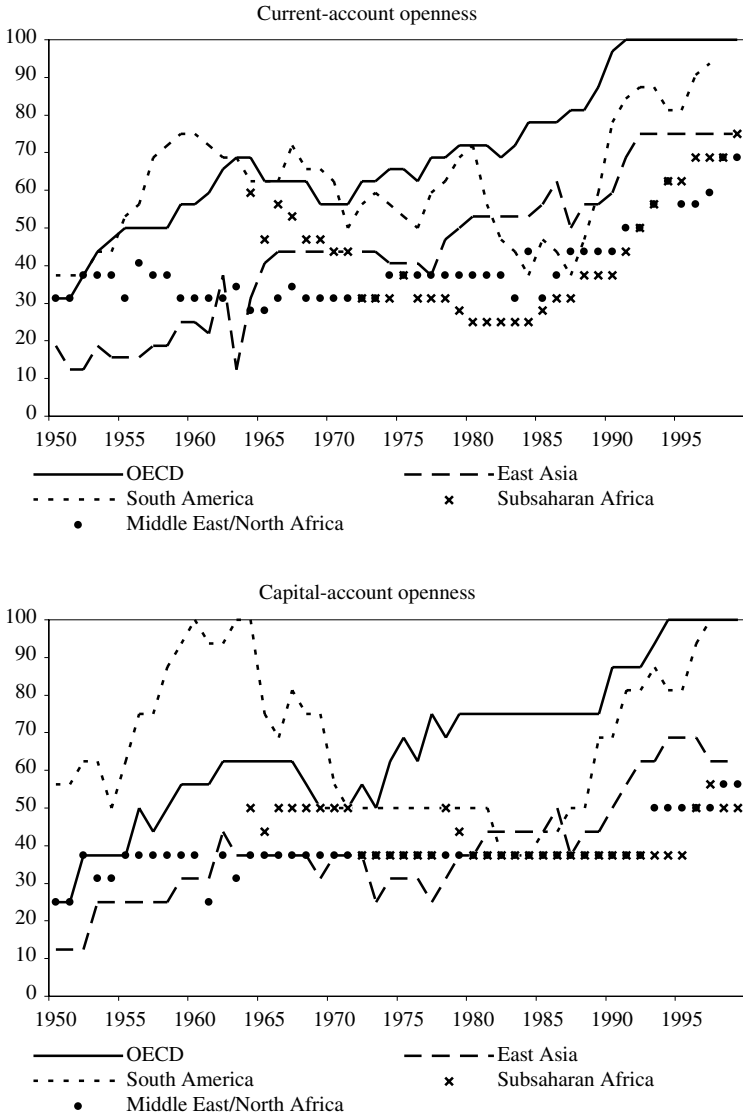 Current-account openness
100
90
80
70
60
50
40
30
20
10
0
1950 1955 1960 1965 1970 1975 1980 1985 1990 1995
OECD East Asia
South America Subsaharan Africa
Middle East/North Africa
Capital-account openness
100
90
80
70
60
50
40
30
20
10
0
1950 1955 1960 1965 1970 1975 1980 1985 1990 1995
OECD East Asia
South America Subsaharan Africa
Middle East/North Africa